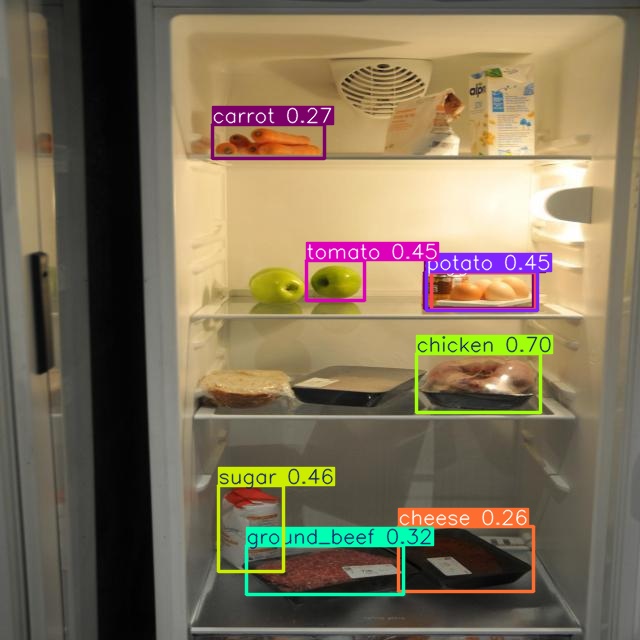 alpro
carrot 0.27
tomato 0.45
potato 0.45
chicken 0.70
sugar 0.46
ground_beef 0.32
cheese 0.26